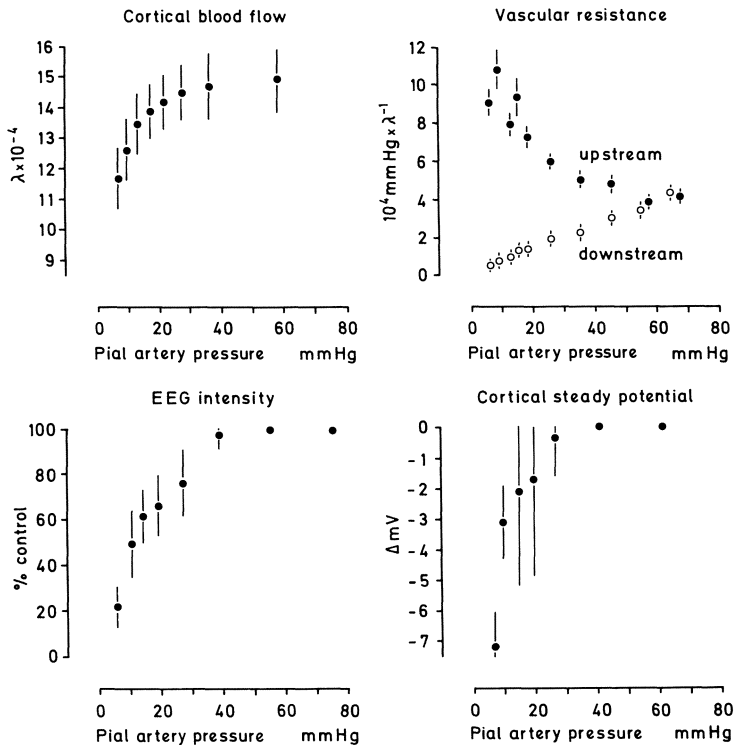 Cortical blood flow
16
15
14
13
12
11
10
9
λ×10⁻⁴
0 20 40 60 80
Pial artery pressure mmHg
Vascular resistance
12
10
8
6
4
2
0
10⁴mmHg×λ⁻¹
upstream
downstream
0 20 40 60 80
Pial artery pressure mmHg
EEG intensity
100
80
60
40
20
0
% control
0 20 40 60 80
Pial artery pressure mmHg
Cortical steady potential
0
-1
-2
-3
-4
-5
-6
-7
ΔmV
0 20 40 60 80
Pial artery pressure mmHg